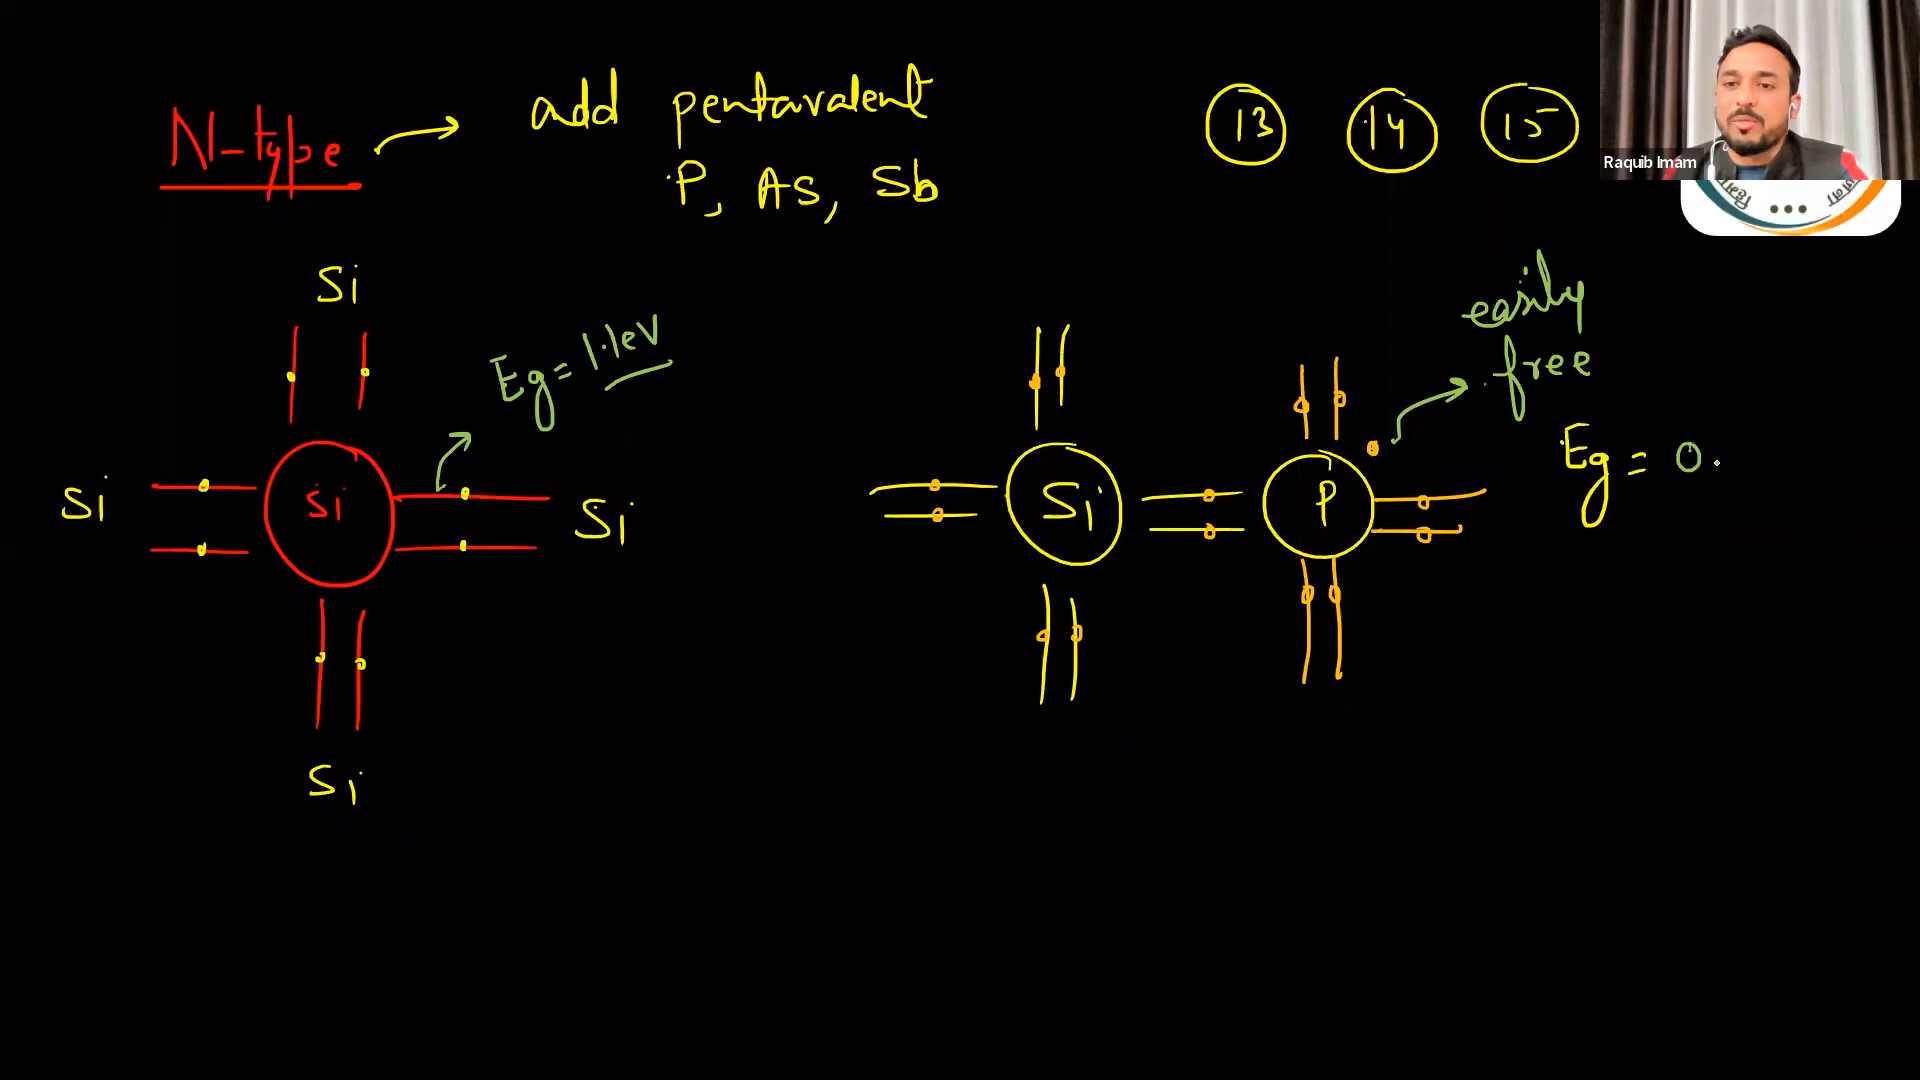 N-type → add pentavalent
P, As, Sb
13 14 15
Raquib Imam
Si
Eg = 1.1eV
Si Si Si
Si
easily
free
Si P
Eg = 0.